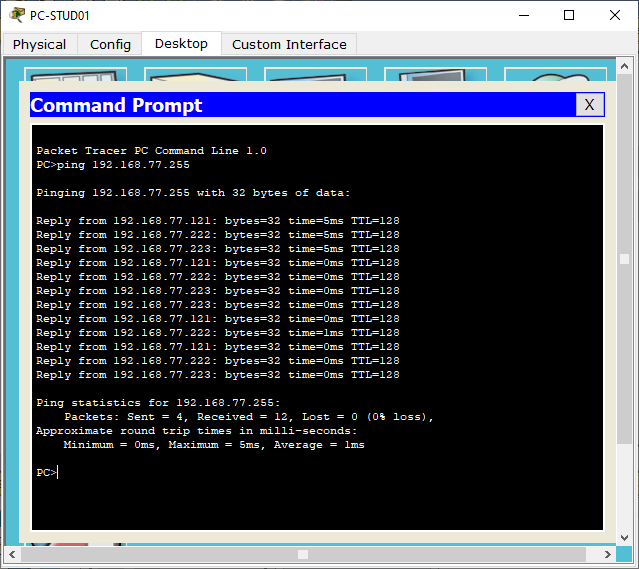 PC-STUD01
Physical Config Desktop Custom Interface
Command Prompt X
Packet Tracer PC Command Line 1.0
PC>ping 192.168.77.255
Pinging 192.168.77.255 with 32 bytes of data:
Reply from 192.168.77.121: bytes=32 time=5ms TTL=128
Reply from 192.168.77.222: bytes=32 time=5ms TTL=128
Reply from 192.168.77.223: bytes=32 time=5ms TTL=128
Reply from 192.168.77.121: bytes=32 time=0ms TTL=128
Reply from 192.168.77.222: bytes=32 time=0ms TTL=128
Reply from 192.168.77.223: bytes=32 time=0ms TTL=128
Reply from 192.168.77.223: bytes=32 time=0ms TTL=128
Reply from 192.168.77.121: bytes=32 time=0ms TTL=128
Reply from 192.168.77.222: bytes=32 time=1ms TTL=128
Reply from 192.168.77.121: bytes=32 time=0ms TTL=128
Reply from 192.168.77.222: bytes=32 time=0ms TTL=128
Reply from 192.168.77.223: bytes=32 time=0ms TTL=128
Ping statistics for 192.168.77.255:
Packets: Sent = 4, Received = 12, Lost = 0 (0% loss),
Approximate round trip times in milli-seconds:
Minimum = 0ms, Maximum = 5ms, Average = 1ms
PC>